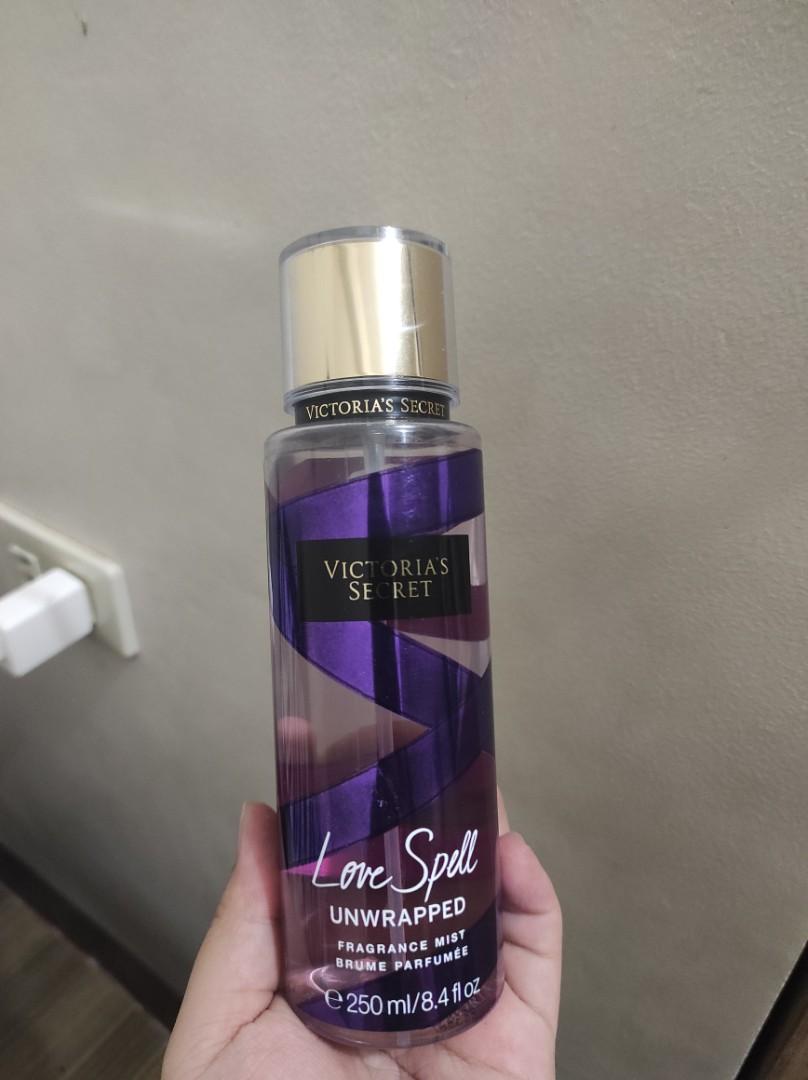 VICTORIA'S SECRET
VICTORIA'S
SECRET
Love Spell
UNWRAPPED
FRAGRANCE MIST
BRUME PARFUMÉE
℮ 250 ml/8.4 fl oz